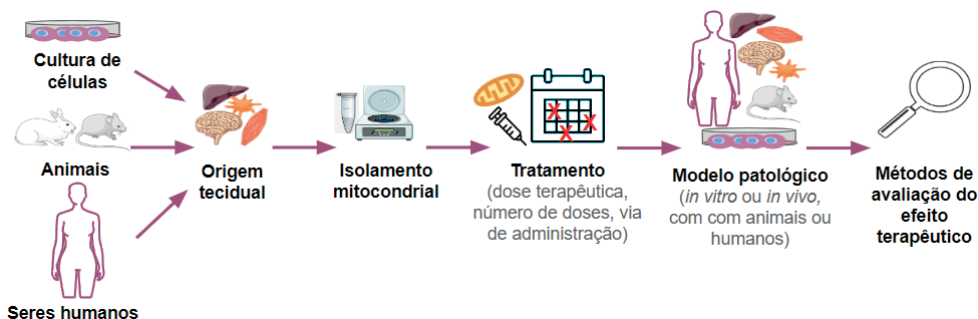 Cultura de
células
Animais
Seres humanos
Origem
tecidual
Isolamento
mitocondrial
Tratamento
(dose terapêutica,
número de doses, via
de administração)
Modelo patológico
(in vitro ou in vivo,
com com animais ou
humanos)
Métodos de
avaliação do
efeito
terapêutico